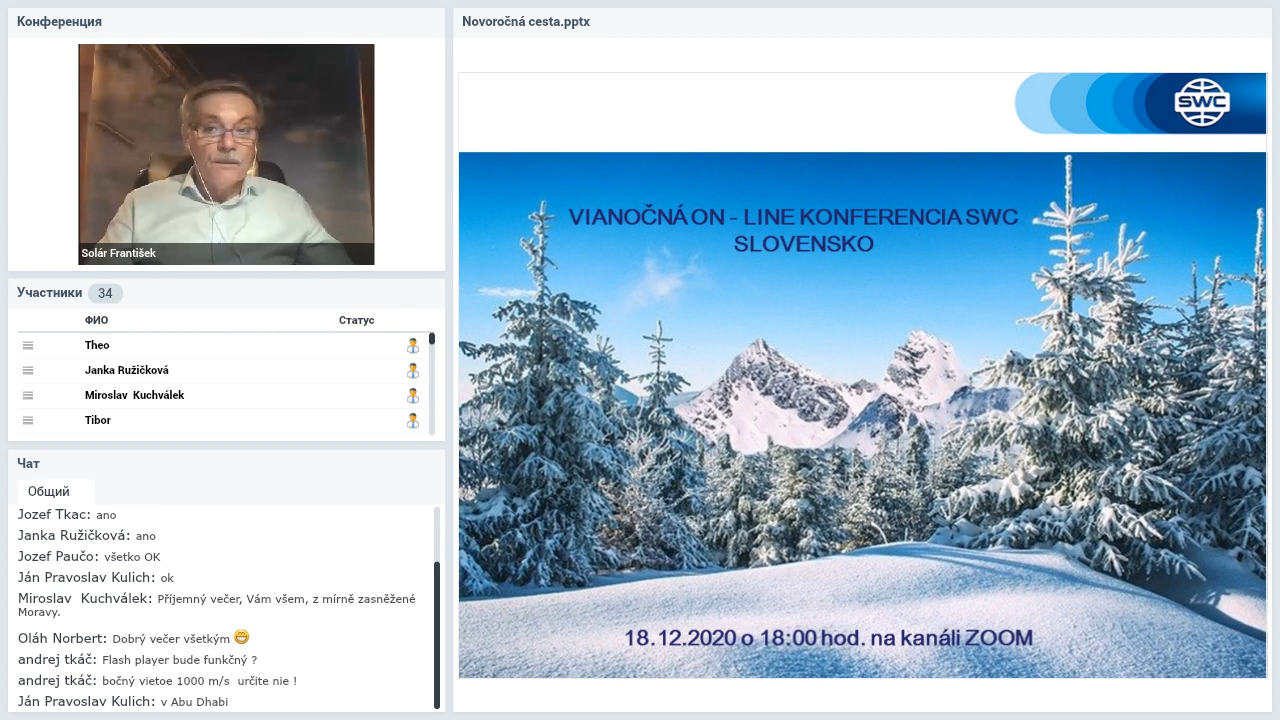 Конференция
Solár František
Участники 34
ФИО Статус
Theo
Janka Ružičková
Miroslav  Kuchválek
Tibor
Чат
Общий
Jozef Tkac: ano
Janka Ružičková: ano
Jozef Paučo: všetko OK
Ján Pravoslav Kulich: ok
Miroslav  Kuchválek: Příjemný večer, Vám všem, z mírně zasněžené
Moravy.
Oláh Norbert: Dobrý večer všetkým
andrej tkáč: Flash player bude funkčný ?
andrej tkáč: bočný vietoe 1000 m/s  určite nie !
Ján Pravoslav Kulich: v Abu Dhabi
Novoročná cesta.pptx
SWC
VIANOČNÁ ON - LINE KONFERENCIA SWC
SLOVENSKO
18.12.2020 o 18:00 hod. na kanáli ZOOM